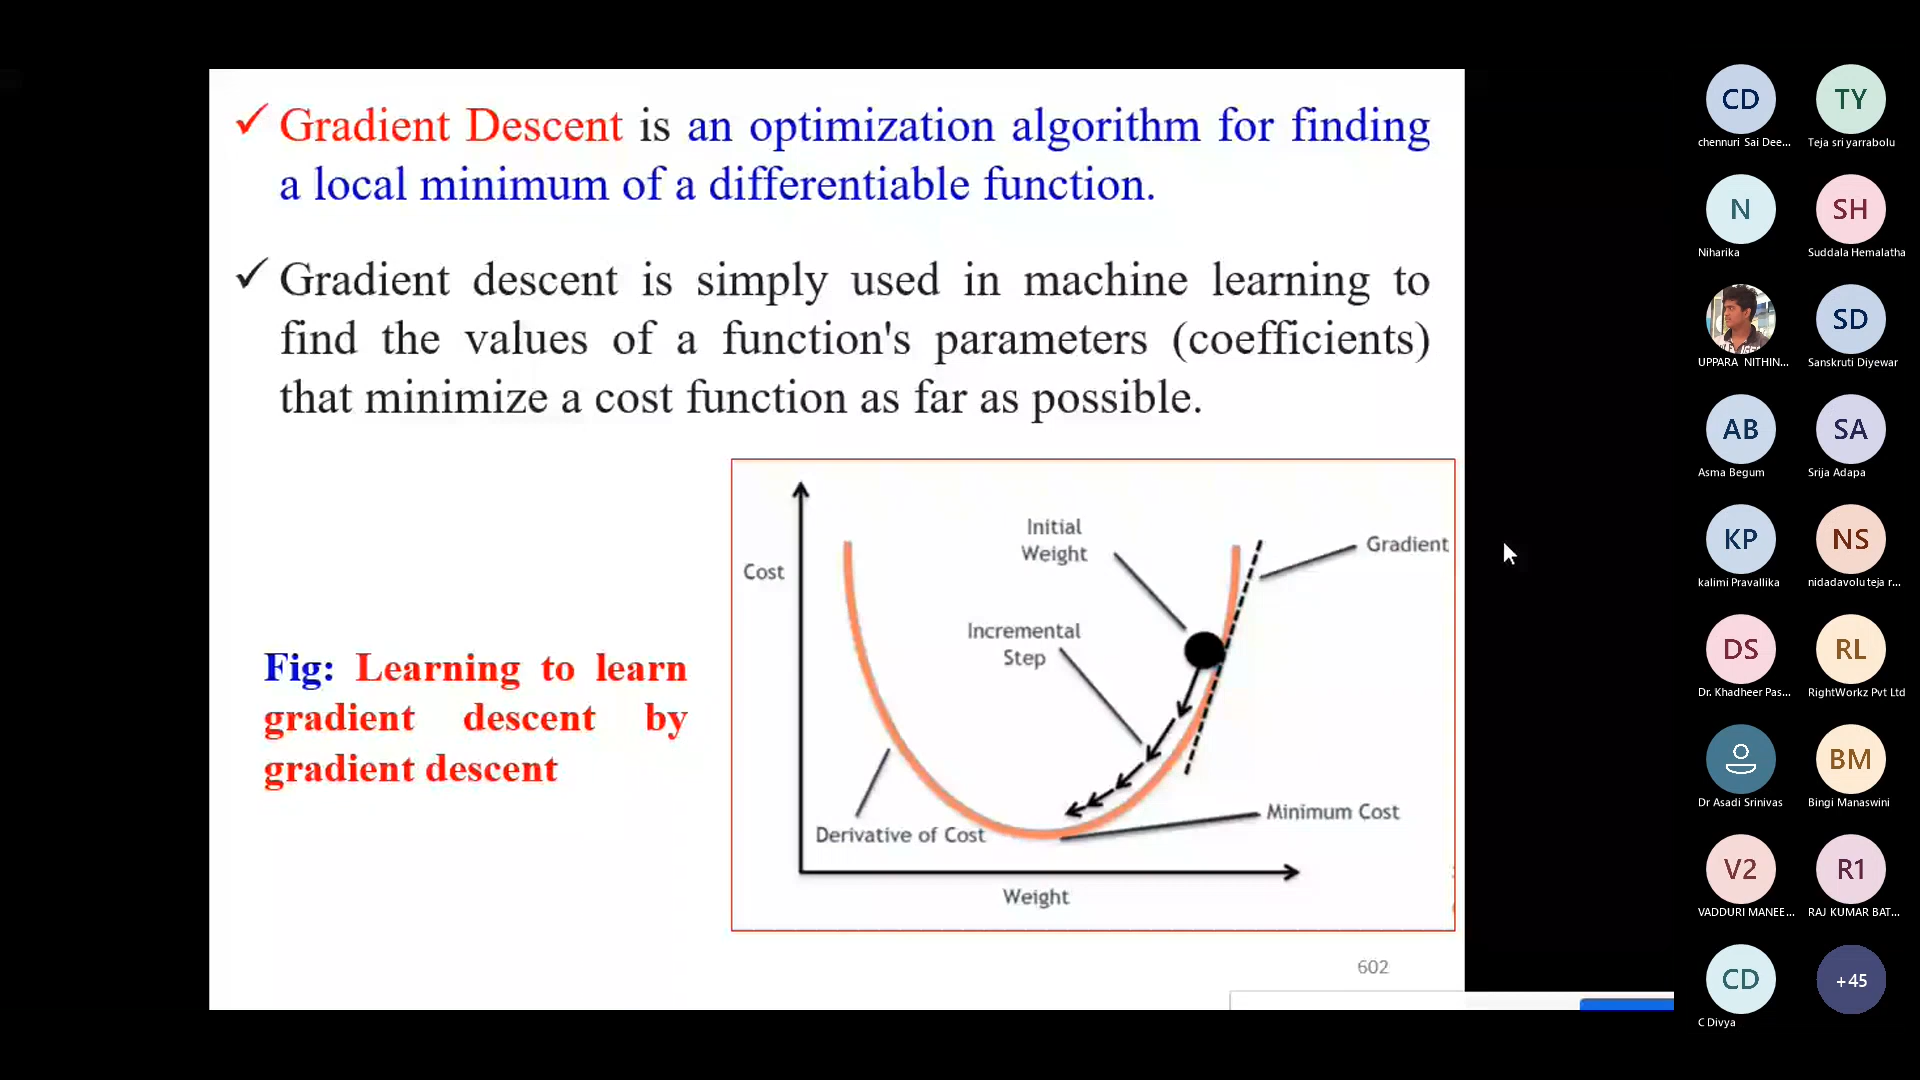 ✓ Gradient Descent is an optimization algorithm for finding
a local minimum of a differentiable function.
✓ Gradient descent is simply used in machine learning to
find the values of a function's parameters (coefficients)
that minimize a cost function as far as possible.
Fig: Learning to learn
gradient descent by
gradient descent
Cost
Initial
Weight
Gradient
Incremental
Step
Derivative of Cost
Minimum Cost
Weight
602
CD
chennuri Sai Dee...
TY
Teja sri yarrabolu
N
Niharika
SH
Suddala Hemalatha
UPPARA NITHIN...
SD
Sanskruti Diyewar
AB
Asma Begum
SA
Srija Adapa
KP
kalimi Pravallika
NS
nidadavolu teja r...
DS
Dr. Khadheer Pas...
RL
RightWorkz Pvt Ltd
Dr Asadi Srinivas
BM
Bingi Manaswini
V2
VADDURI MANEE...
R1
RAJ KUMAR BAT...
CD
C Divya
+45